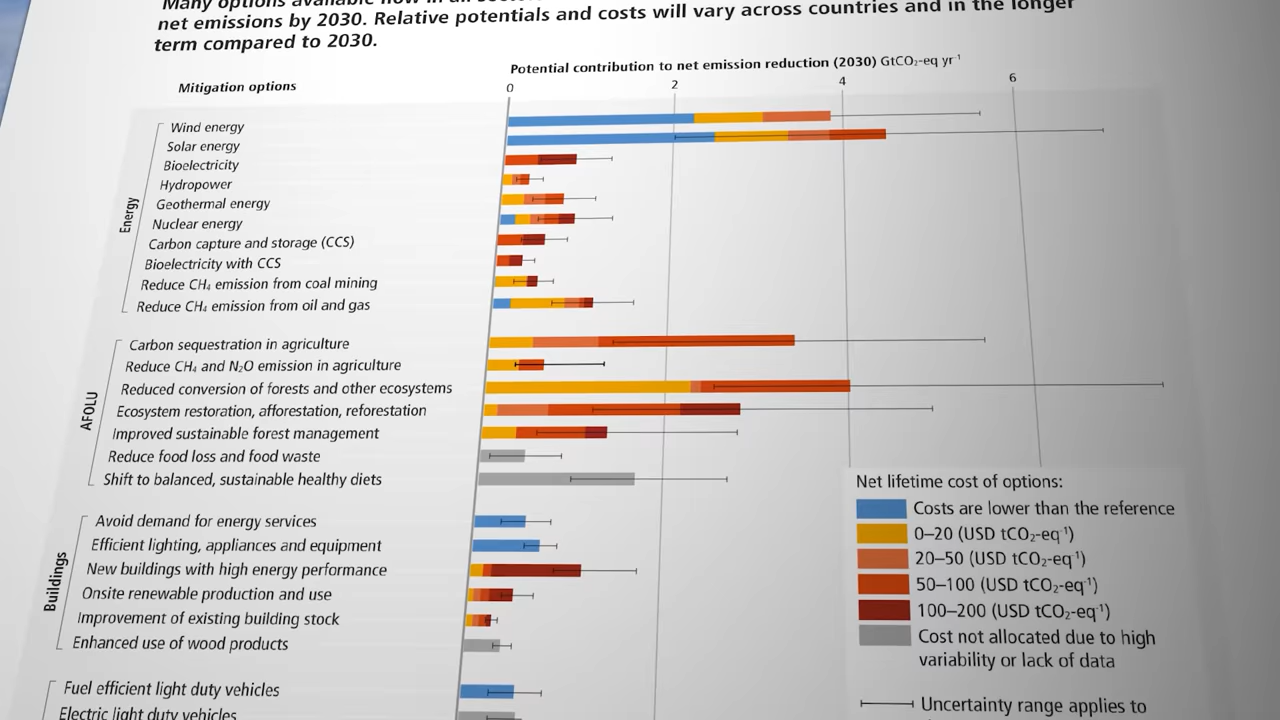 Many options available now in all
net emissions by 2030. Relative potentials and costs will vary across countries and in the longer
term compared to 2030.
Potential contribution to net emission reduction (2030) GtCO₂-eq yr⁻¹
Mitigation options
0 2 4 6
Energy
Wind energy
Solar energy
Bioelectricity
Hydropower
Geothermal energy
Nuclear energy
Carbon capture and storage (CCS)
Bioelectricity with CCS
Reduce CH₄ emission from coal mining
Reduce CH₄ emission from oil and gas
AFOLU
Carbon sequestration in agriculture
Reduce CH₄ and N₂O emission in agriculture
Reduced conversion of forests and other ecosystems
Ecosystem restoration, afforestation, reforestation
Improved sustainable forest management
Reduce food loss and food waste
Shift to balanced, sustainable healthy diets
Buildings
Avoid demand for energy services
Efficient lighting, appliances and equipment
New buildings with high energy performance
Onsite renewable production and use
Improvement of existing building stock
Enhanced use of wood products
Fuel efficient light duty vehicles
Electric light duty vehicles
Net lifetime cost of options:
Costs are lower than the reference
0–20 (USD tCO₂-eq⁻¹)
20–50 (USD tCO₂-eq⁻¹)
50–100 (USD tCO₂-eq⁻¹)
100–200 (USD tCO₂-eq⁻¹)
Cost not allocated due to high
variability or lack of data
Uncertainty range applies to